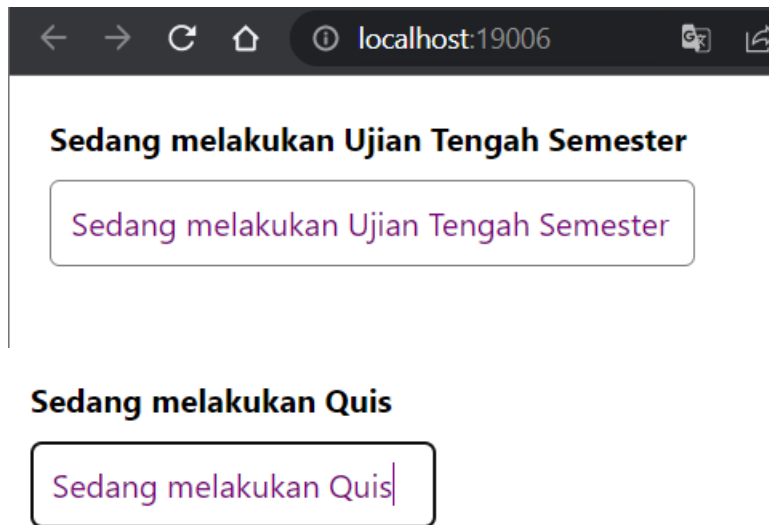 localhost:19006
Sedang melakukan Ujian Tengah Semester
Sedang melakukan Ujian Tengah Semester
Sedang melakukan Quis
Sedang melakukan Quis